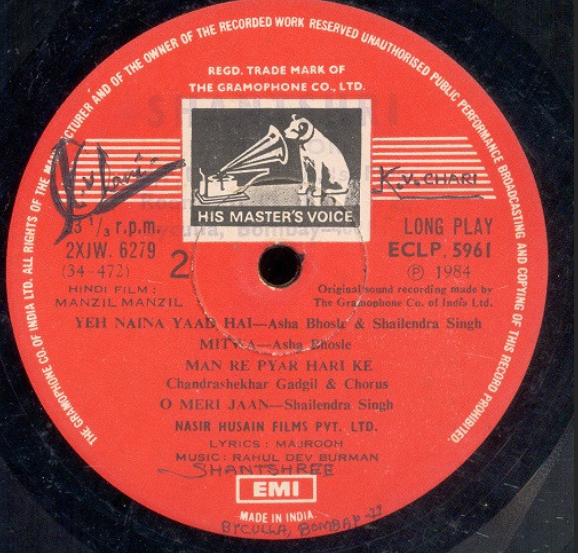 THE GRAMOPHONE CO. OF INDIA LTD. ALL RIGHTS OF THE MANUFACTURER AND OF THE OWNER OF THE RECORDED WORK RESERVED UNAUTHORISED PUBLIC PERFORMANCE BROADCASTING AND COPYING OF THIS RECORD PROHIBITED.
REGD. TRADE MARK OF
THE GRAMOPHONE CO., LTD.
K.V. CHARI
HIS MASTER'S VOICE
33 1/3 r.p.m.
LONG PLAY
2XJW. 6279
ECLP. 5961
(34-472)
2
Ⓟ 1984
HINDI FILM :
MANZIL MANZIL
Original sound recording made by
The Gramophone Co. of India Ltd.
YEH NAINA YAAD HAI—Asha Bhosle & Shailendra Singh
MITWA—Asha Bhosle
MAN RE PYAR HARI KE
Chandrashekhar Gadgil & Chorus
O MERI JAAN—Shailendra Singh
NASIR HUSAIN FILMS PVT. LTD.
LYRICS : MAJROOH
MUSIC : RAHUL DEV BURMAN
SHANTSHREE
EMI
MADE IN INDIA.
BYCULLA, BOMBAY-27